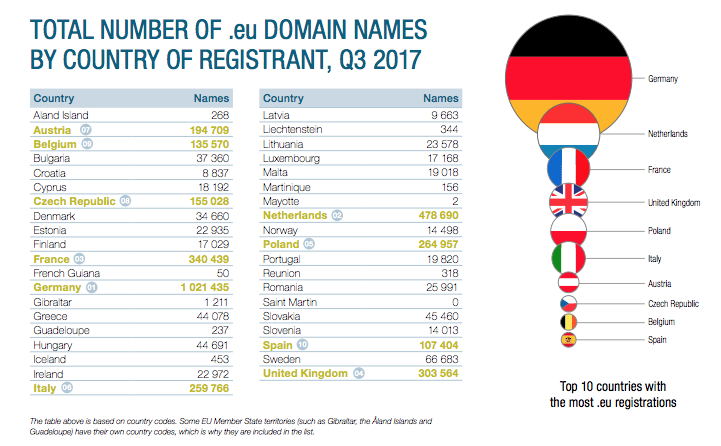 TOTAL NUMBER OF .eu DOMAIN NAMES
BY COUNTRY OF REGISTRANT, Q3 2017
Country Names
Aland Island 268
Austria 07 194 709
Belgium 09 135 570
Bulgaria 37 360
Croatia 8 837
Cyprus 18 192
Czech Republic 08 155 028
Denmark 34 660
Estonia 22 935
Finland 17 029
France 03 340 439
French Guiana 50
Germany 01 1 021 435
Gibraltar 1 211
Greece 44 078
Guadeloupe 237
Hungary 44 691
Iceland 453
Ireland 22 972
Italy 06 259 766
Country Names
Latvia 9 663
Liechtenstein 344
Lithuania 23 578
Luxembourg 17 168
Malta 19 018
Martinique 156
Mayotte 2
Netherlands 02 478 690
Norway 14 498
Poland 05 264 957
Portugal 19 820
Reunion 318
Romania 25 991
Saint Martin 0
Slovakia 45 460
Slovenia 14 013
Spain 10 107 404
Sweden 66 683
United Kingdom 04 303 564
The table above is based on country codes. Some EU Member State territories (such as Gibraltar, the Åland Islands and
Guadeloupe) have their own country codes, which is why they are included in the list.
Germany
Netherlands
France
United Kingdom
Poland
Italy
Austria
Czech Republic
Belgium
Spain
Top 10 countries with
the most .eu registrations